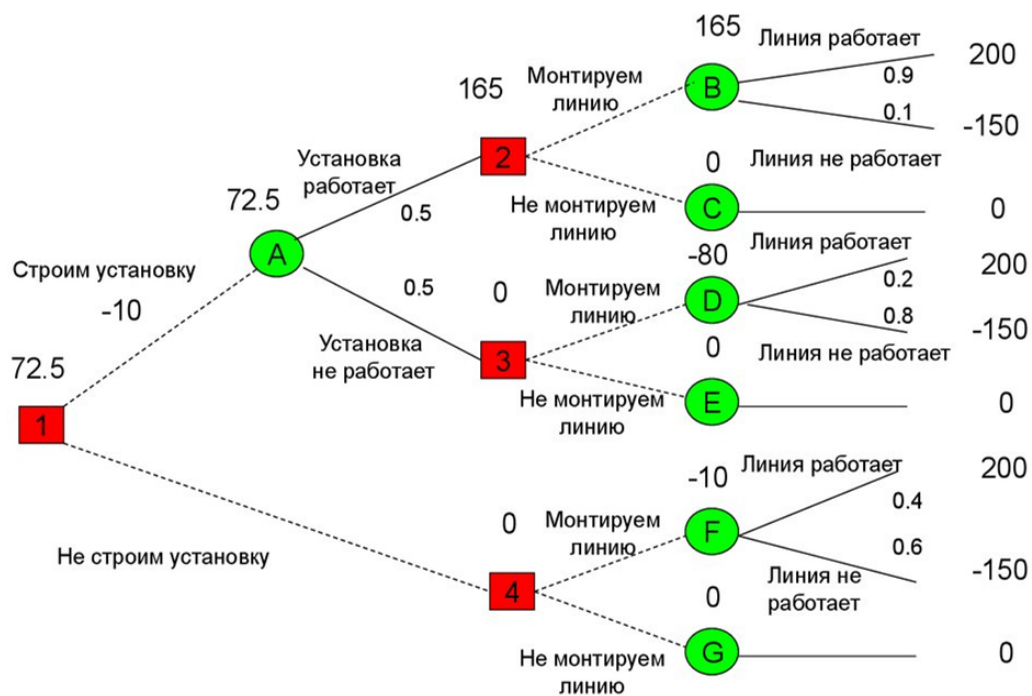 165 Линия работает
200
Монтируем
линию
B
0.9
165
0.1
-150
2
0
Линия не работает
Установка
работает
72.5
0.5
Не монтируем
линию
C
0
A
-80
Линия работает
200
Строим установку
-10
0.5
0
Монтируем
линию
D
0.2
0.8
-150
Установка
не работает
3
0
Линия не работает
72.5
Не монтируем
линию
E
0
1
-10
Линия работает
200
0.4
0
Монтируем
линию
F
0.6
Не строим установку
-150
4
0
Линия не
работает
Не монтируем
линию
G
0